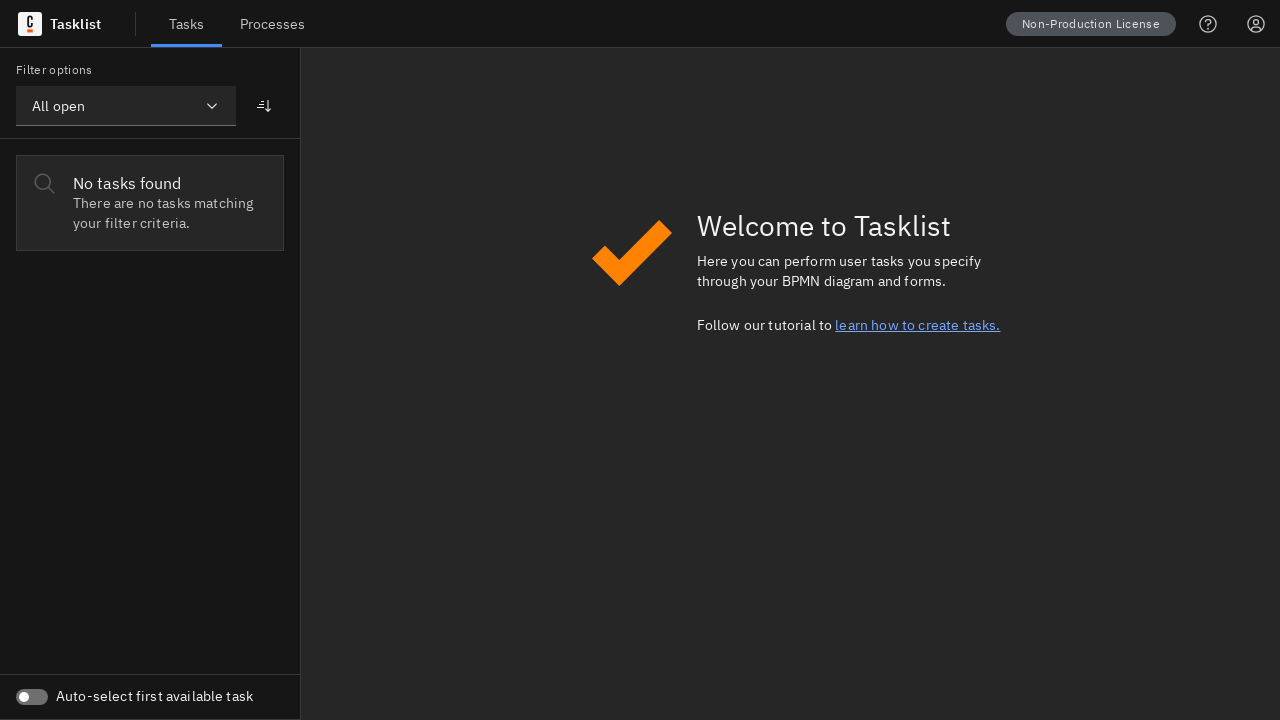 Tasklist
Tasks
Processes
Non-Production License
Filter options
All open
No tasks found
There are no tasks matching
your filter criteria.
Welcome to Tasklist
Here you can perform user tasks you specify
through your BPMN diagram and forms.
Follow our tutorial to learn how to create tasks.
Auto-select first available task